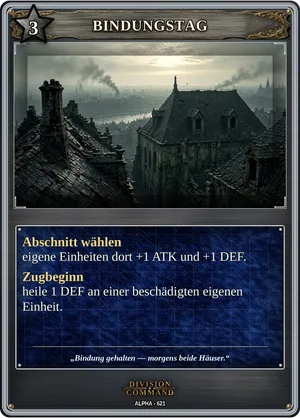 3
BINDUNGSTAG
Abschnitt wählen
eigene Einheiten dort +1 ATK und +1 DEF.
Zugbeginn
heile 1 DEF an einer beschädigten eigenen
Einheit.
„Bindung gehalten — morgens beide Häuser.“
DIVISION
COMMAND
ALPHA - 621